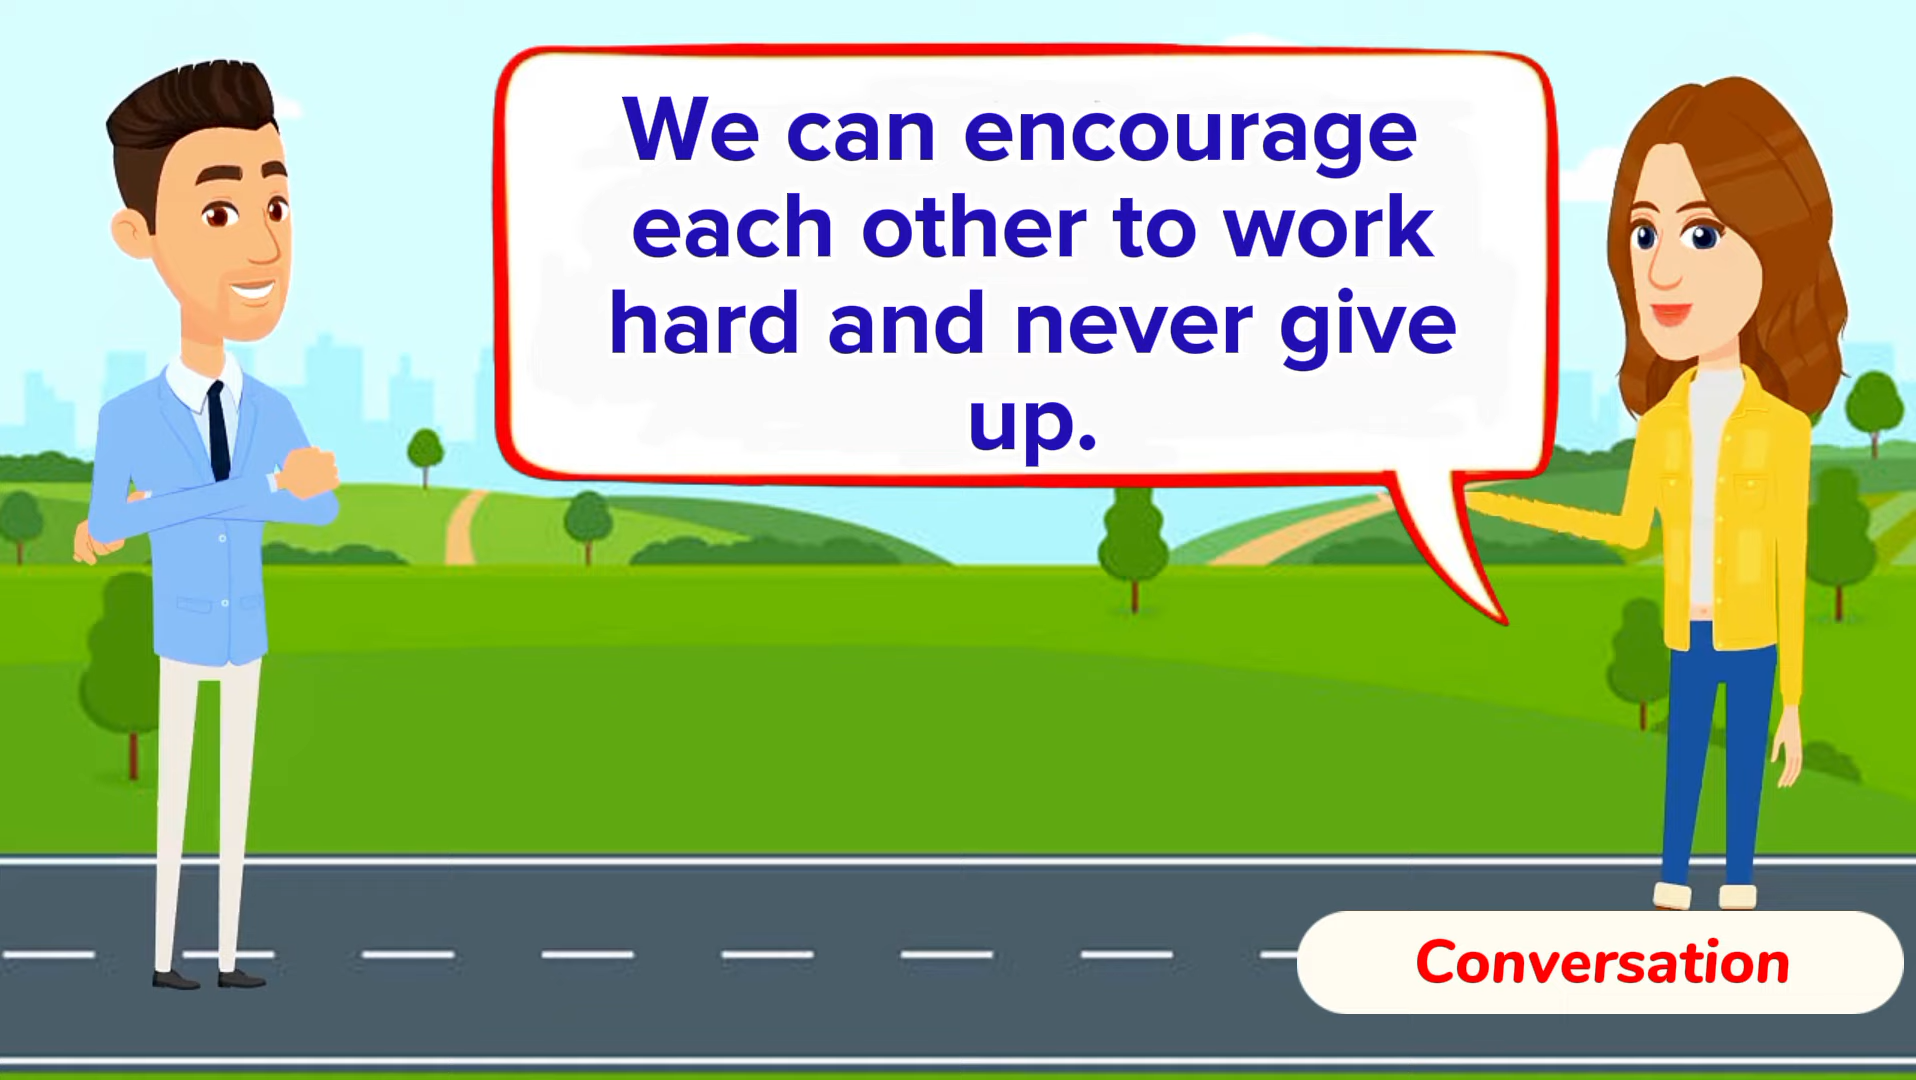 We can encourage
each other to work
hard and never give
up.
Conversation